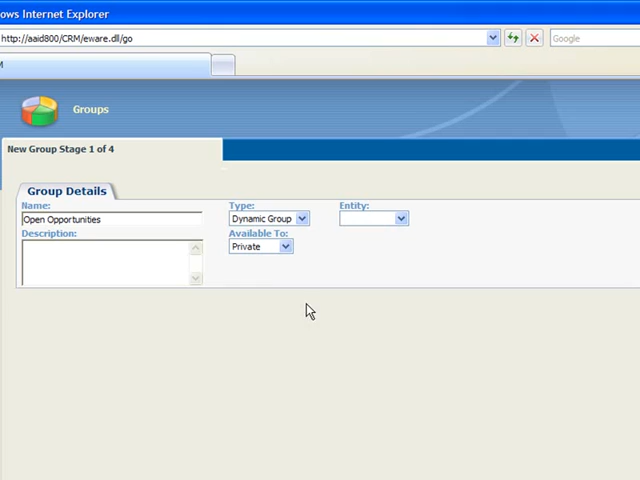 ows Internet Explorer
http://aaid800/CRM/eware.dll/go
Google
M
Groups
New Group Stage 1 of 4
Group Details
Name: Type: Entity:
Open Opportunities Dynamic Group
Description: Available To:
Private